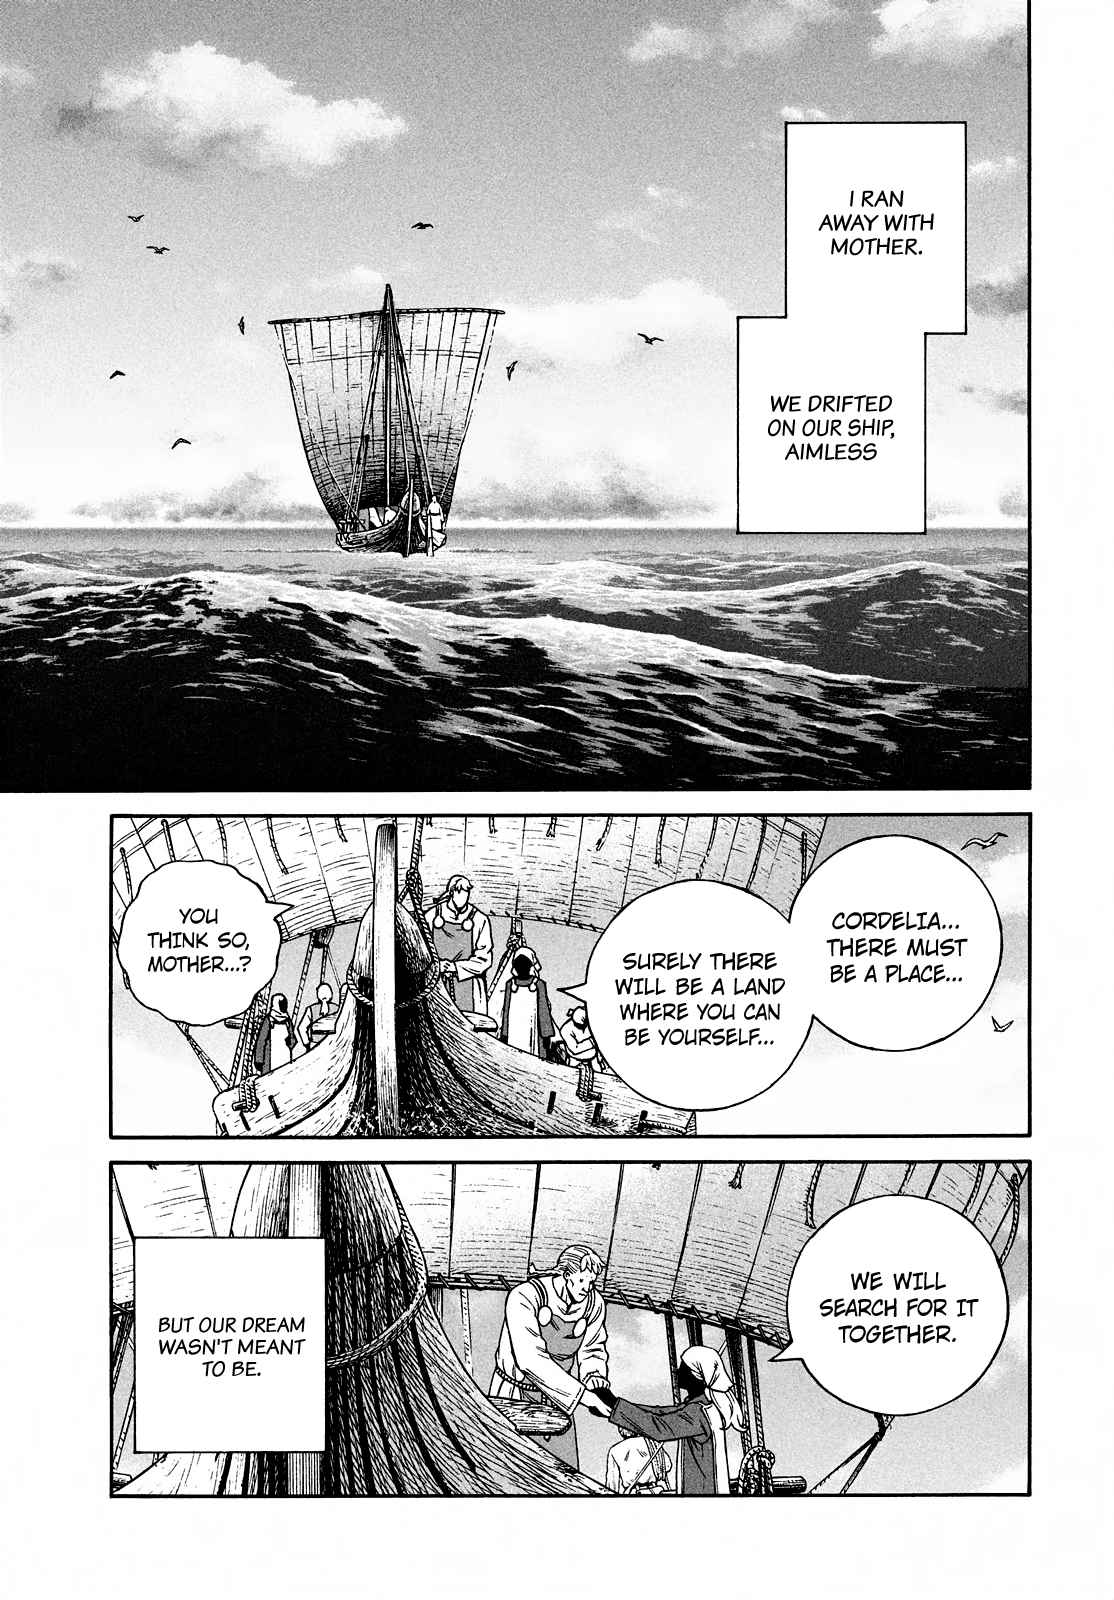 I RAN
AWAY WITH
MOTHER.
WE DRIFTED
ON OUR SHIP,
AIMLESS
CORDELIA...
THERE MUST
BE A PLACE...
SURELY THERE
WILL BE A LAND
WHERE YOU CAN
BE YOURSELF...
YOU
THINK SO,
MOTHER...?
WE WILL
SEARCH FOR IT
TOGETHER.
BUT OUR DREAM
WASN'T MEANT
TO BE.